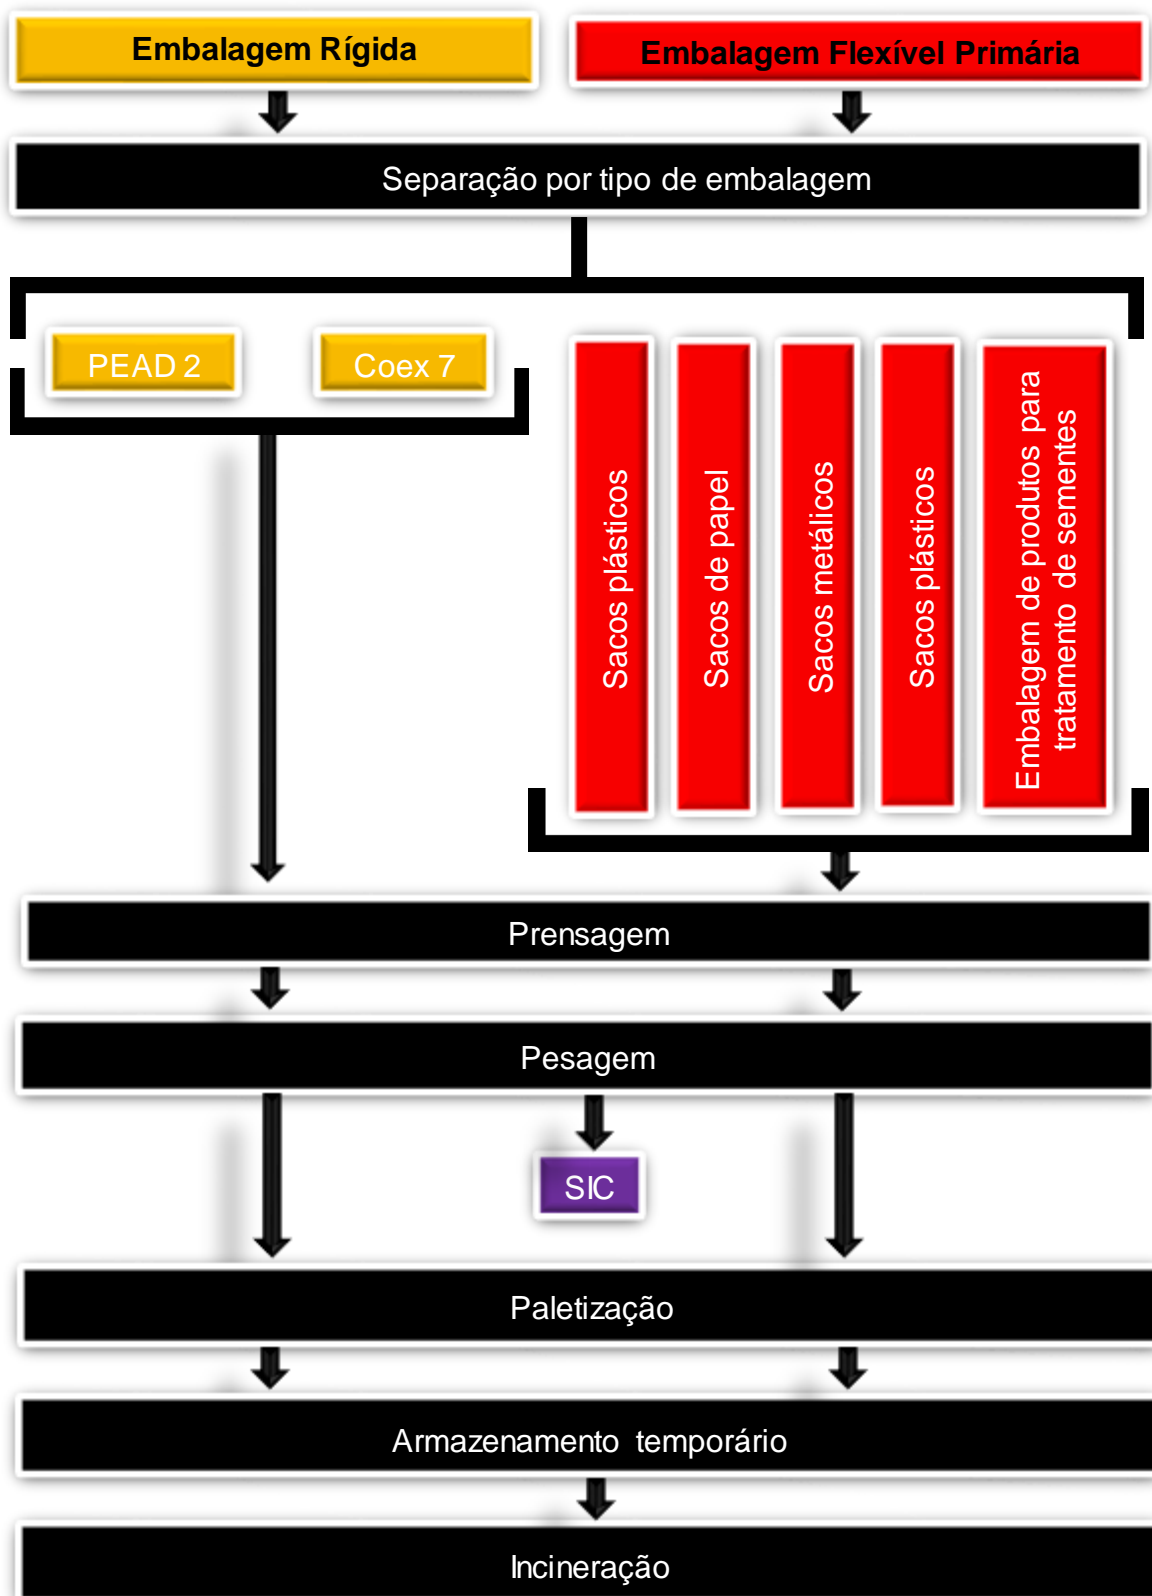 Embalagem Rígida
Embalagem Flexível Primária
Separação por tipo de embalagem
PEAD 2
Coex 7
Sacos plásticos
Sacos de papel
Sacos metálicos
Sacos plásticos
Embalagem de produtos para
tratamento de sementes
Prensagem
Pesagem
SIC
Paletização
Armazenamento temporário
Incineração